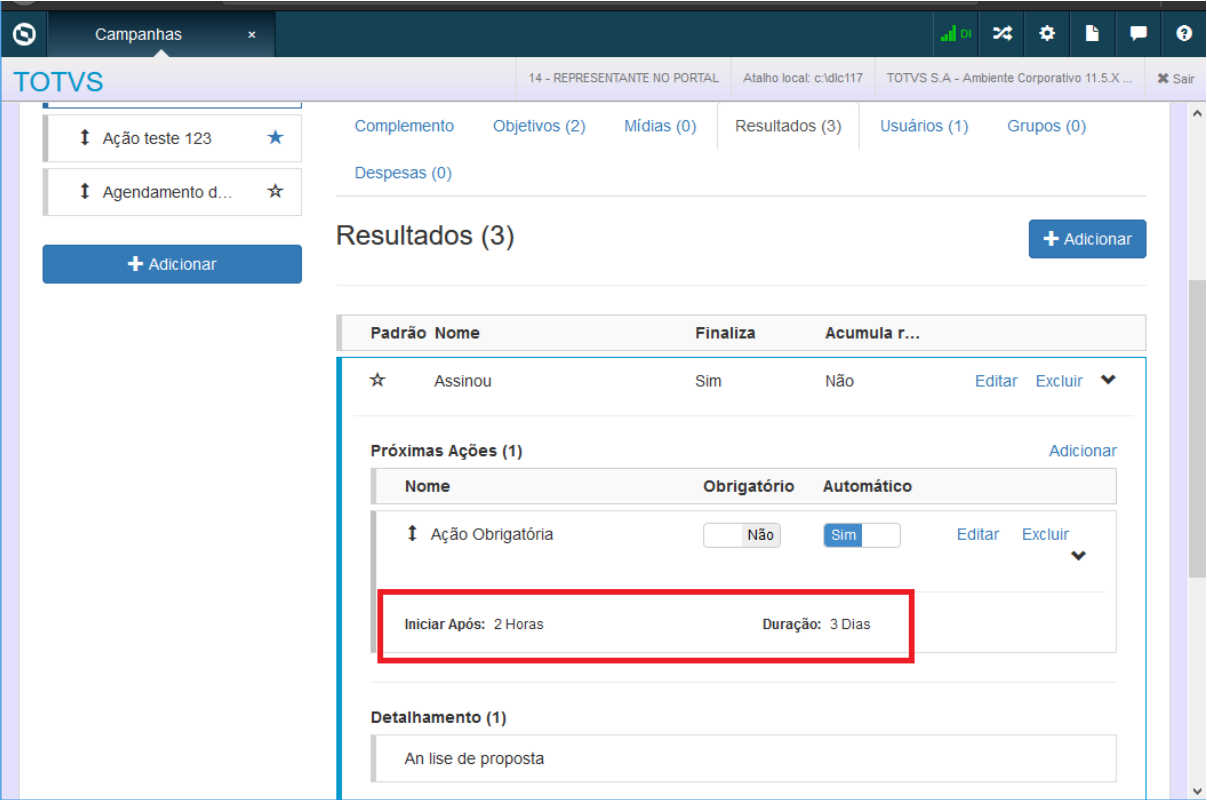 Campanhas ×
DI
TOTVS
14 - REPRESENTANTE NO PORTAL Atalho local: c:\dlc117 TOTVS S.A - Ambiente Corporativo 11.5.X ... Sair
Ação teste 123
Agendamento d...
Adicionar
Complemento Objetivos (2) Mídias (0) Resultados (3) Usuários (1) Grupos (0)
Despesas (0)
Resultados (3)
Adicionar
Padrão Nome Finaliza Acumula r...
Assinou Sim Não Editar Excluir
Próximas Ações (1) Adicionar
Nome Obrigatório Automático
Ação Obrigatória Não Sim Editar Excluir
Iniciar Após: 2 Horas Duração: 3 Dias
Detalhamento (1)
An lise de proposta